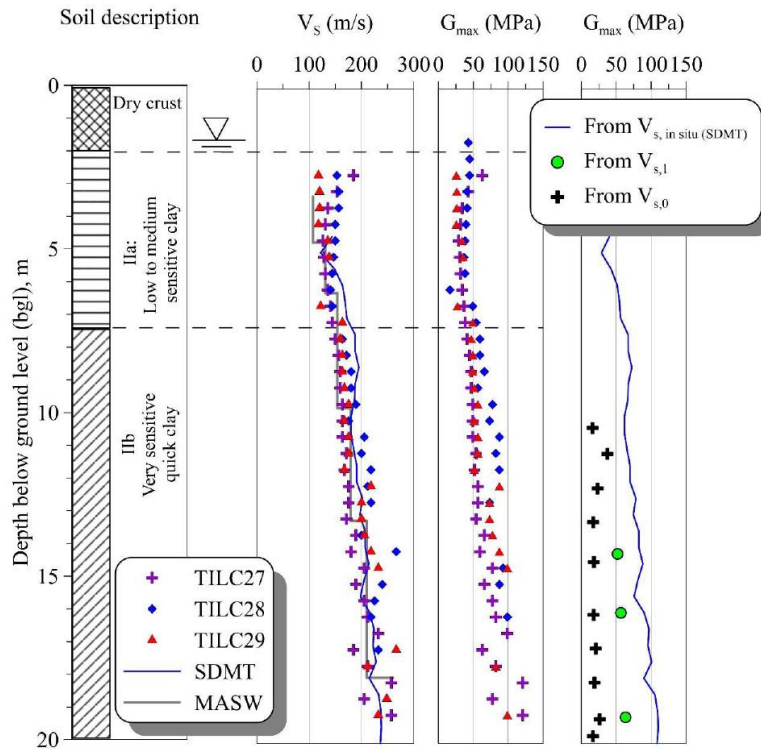 Soil description
V_S (m/s)
G_max (MPa)
G_max (MPa)
0 100 200 300
0 50 100 150
0 50 100 150
Depth below ground level (bgl), m
0
5
10
15
20
Dry crust
IIa:
Low to medium
sensitive clay
IIb
Very sensitive
quick clay
From V_s, in situ (SDMT)
From V_s,1
From V_s,0
TILC27
TILC28
TILC29
SDMT
MASW